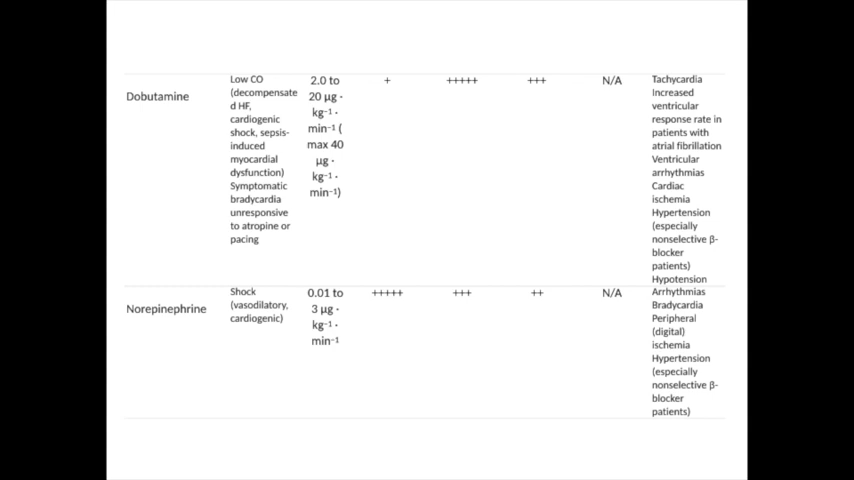 Dobutamine
Low CO
(decompensate
d HF,
cardiogenic
shock, sepsis-
induced
myocardial
dysfunction)
Symptomatic
bradycardia
unresponsive
to atropine or
pacing
2.0 to
20 μg ·
kg⁻¹ ·
min⁻¹ (
max 40
μg ·
kg⁻¹ ·
min⁻¹)
+
+++++
+++
N/A
Tachycardia
Increased
ventricular
response rate in
patients with
atrial fibrillation
Ventricular
arrhythmias
Cardiac
ischemia
Hypertension
(especially
nonselective β-
blocker
patients)
Hypotension
Norepinephrine
Shock
(vasodilatory,
cardiogenic)
0.01 to
3 μg ·
kg⁻¹ ·
min⁻¹
+++++
+++
++
N/A
Arrhythmias
Bradycardia
Peripheral
(digital)
ischemia
Hypertension
(especially
nonselective β-
blocker
patients)